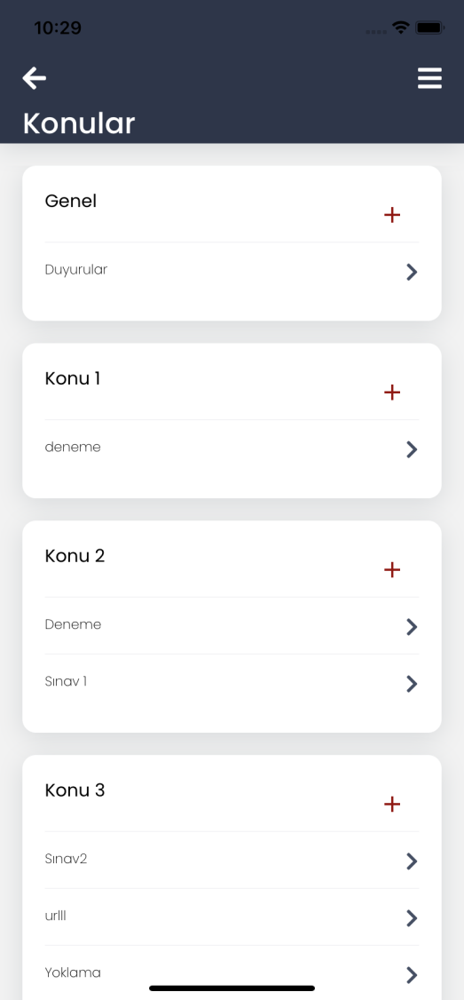 10:29
Konular
Genel
Duyurular
Konu 1
deneme
Konu 2
Deneme
Sınav 1
Konu 3
Sınav2
urlll
Yoklama